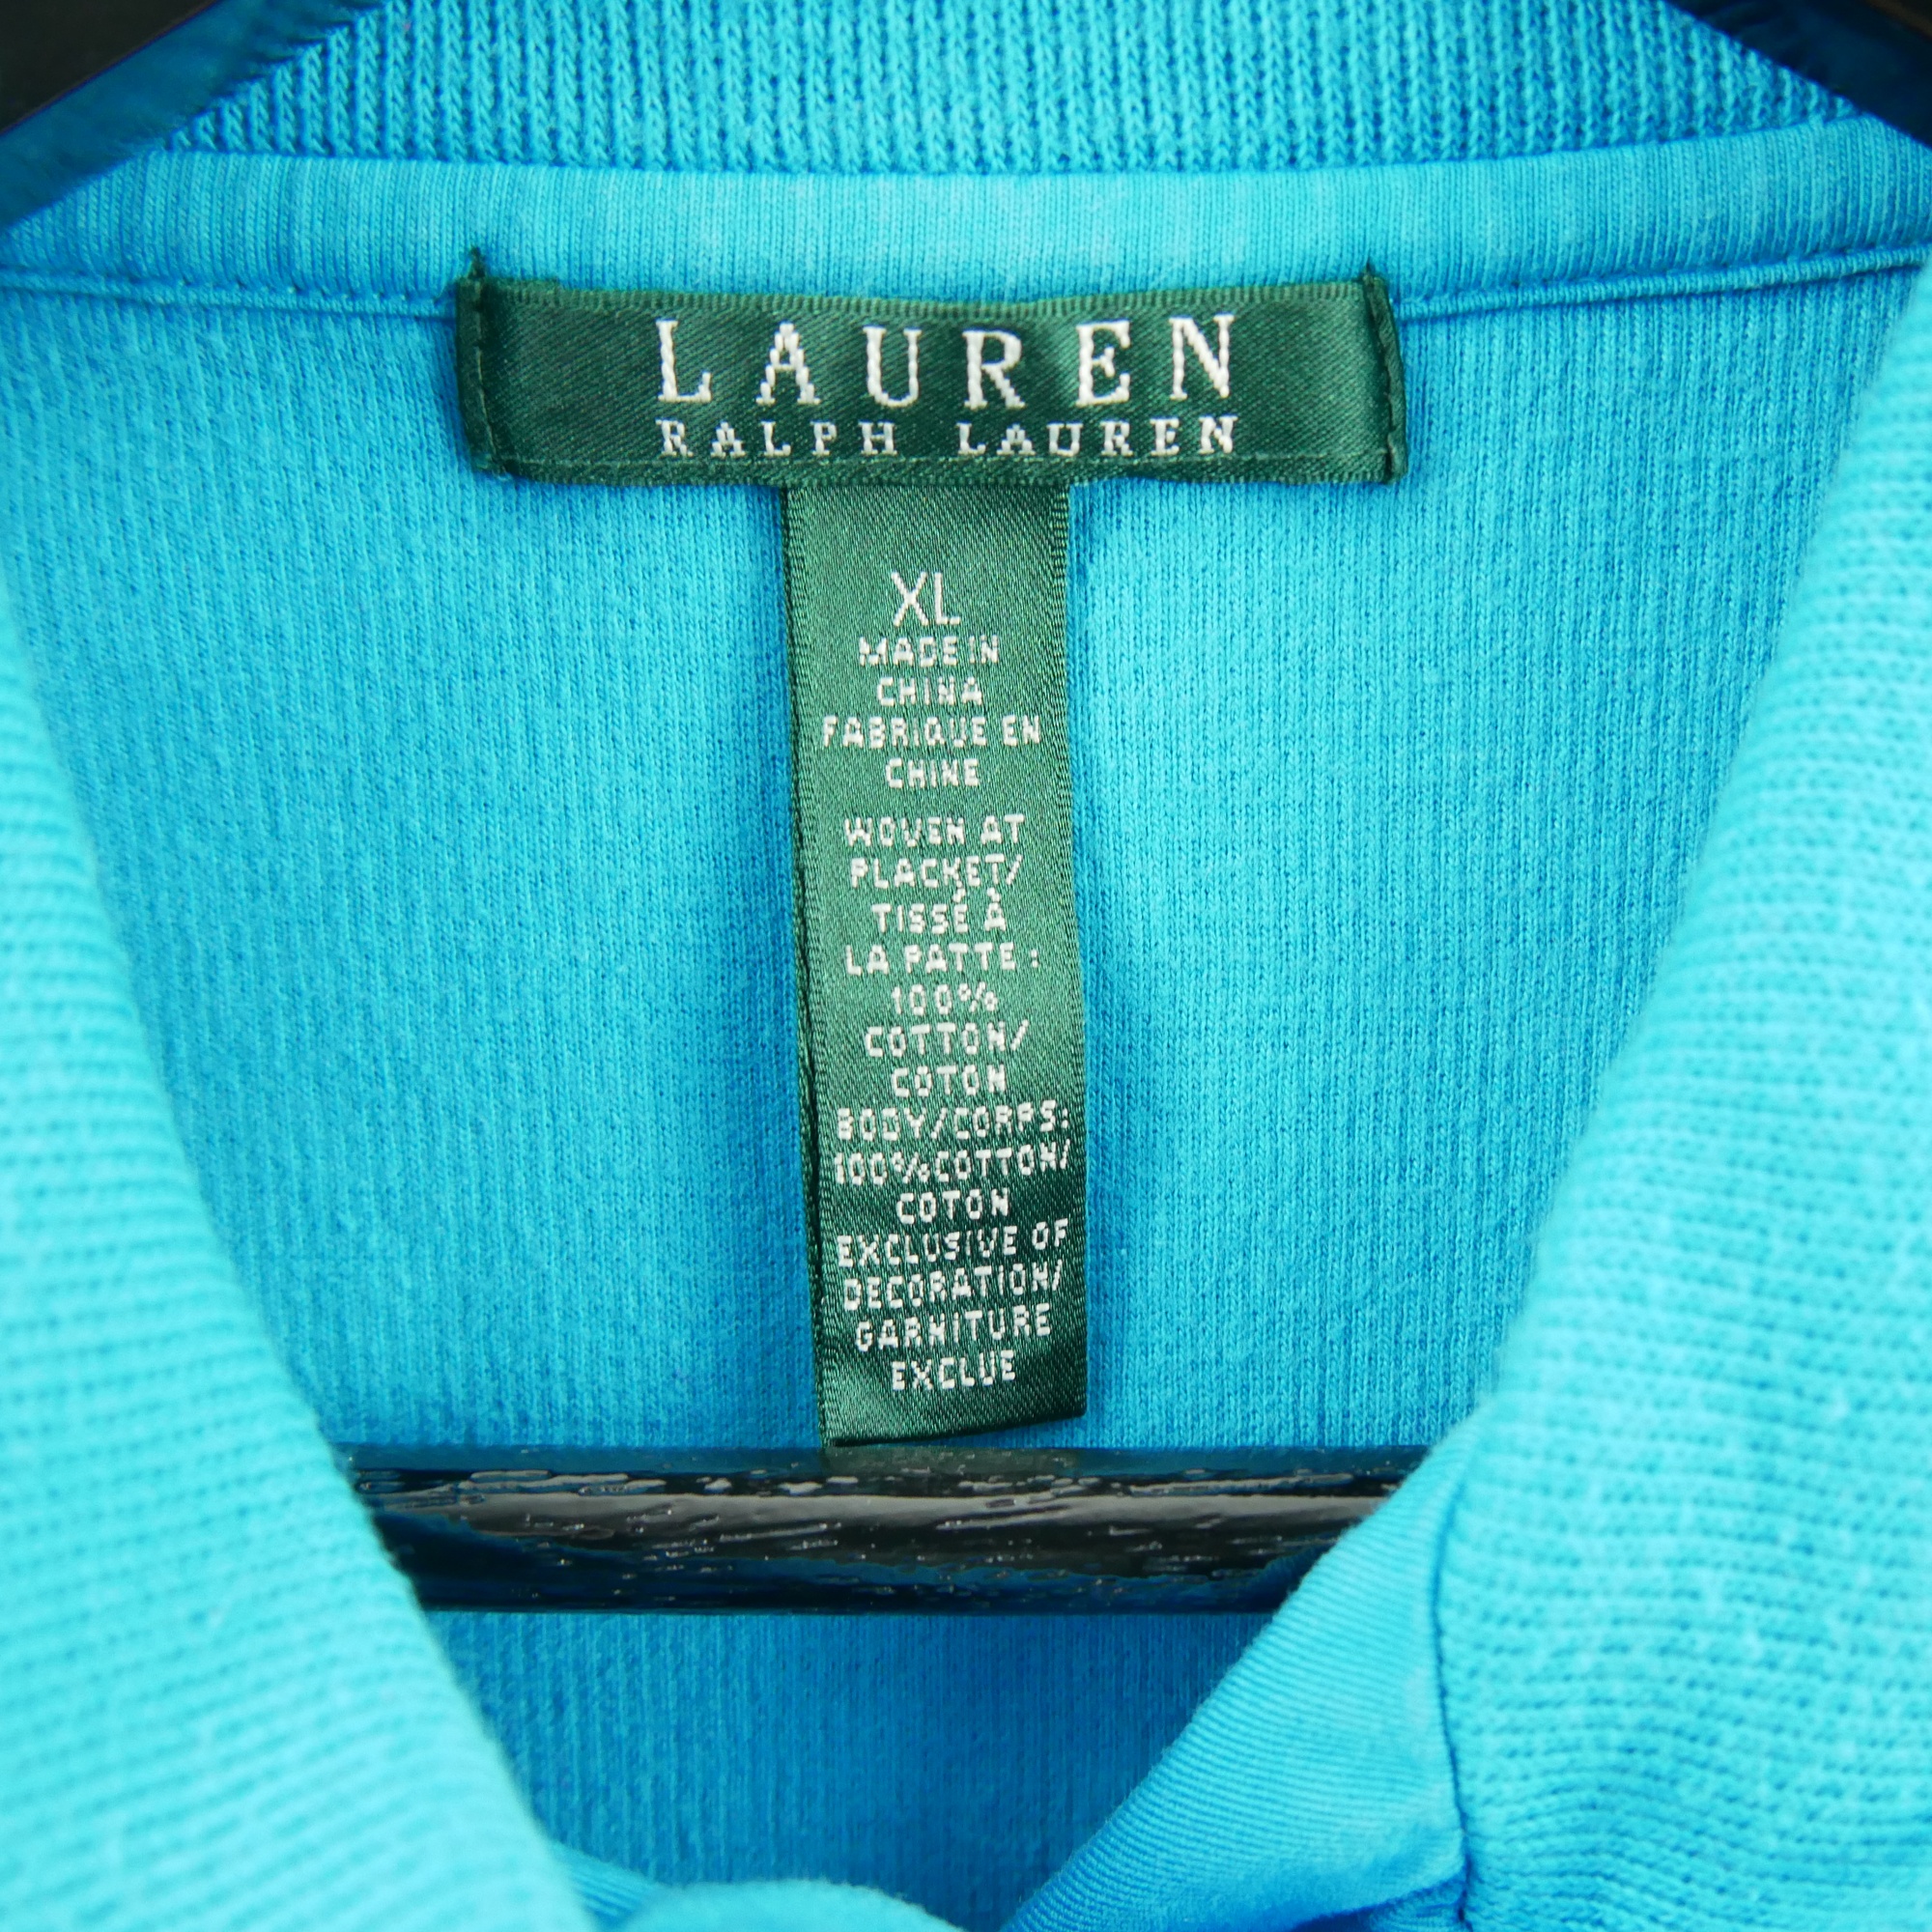 LAUREN
RALPH LAUREN
XL
MADE IN
CHINA
FABRIQUE EN
CHINE
WOVEN AT
PLACKET/
TISSÉ À
LA PATTE :
100%
COTTON/
COTON
BODY/CORPS:
100%COTTON/
COTON
EXCLUSIVE OF
DECORATION/
GARNITURE
EXCLUE